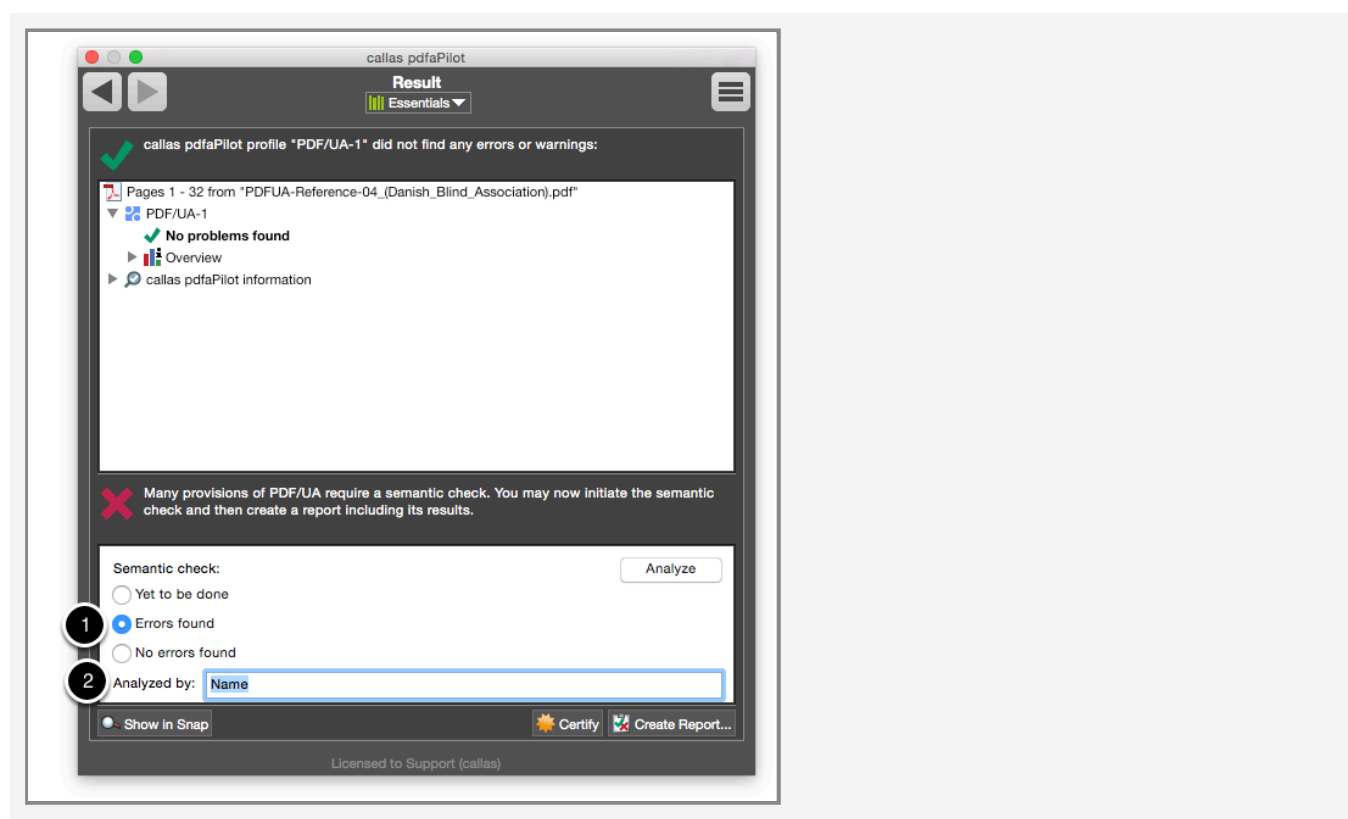 callas pdfaPilot
Result
Essentials
callas pdfaPilot profile "PDF/UA-1" did not find any errors or warnings:
Pages 1 - 32 from "PDFUA-Reference-04_(Danish_Blind_Association).pdf"
PDF/UA-1
No problems found
Overview
callas pdfaPilot information
Many provisions of PDF/UA require a semantic check. You may now initiate the semantic
check and then create a report including its results.
Semantic check:
Analyze
Yet to be done
1
Errors found
No errors found
2
Analyzed by: Name
Show in Snap
Certify
Create Report...
Licensed to Support (callas)